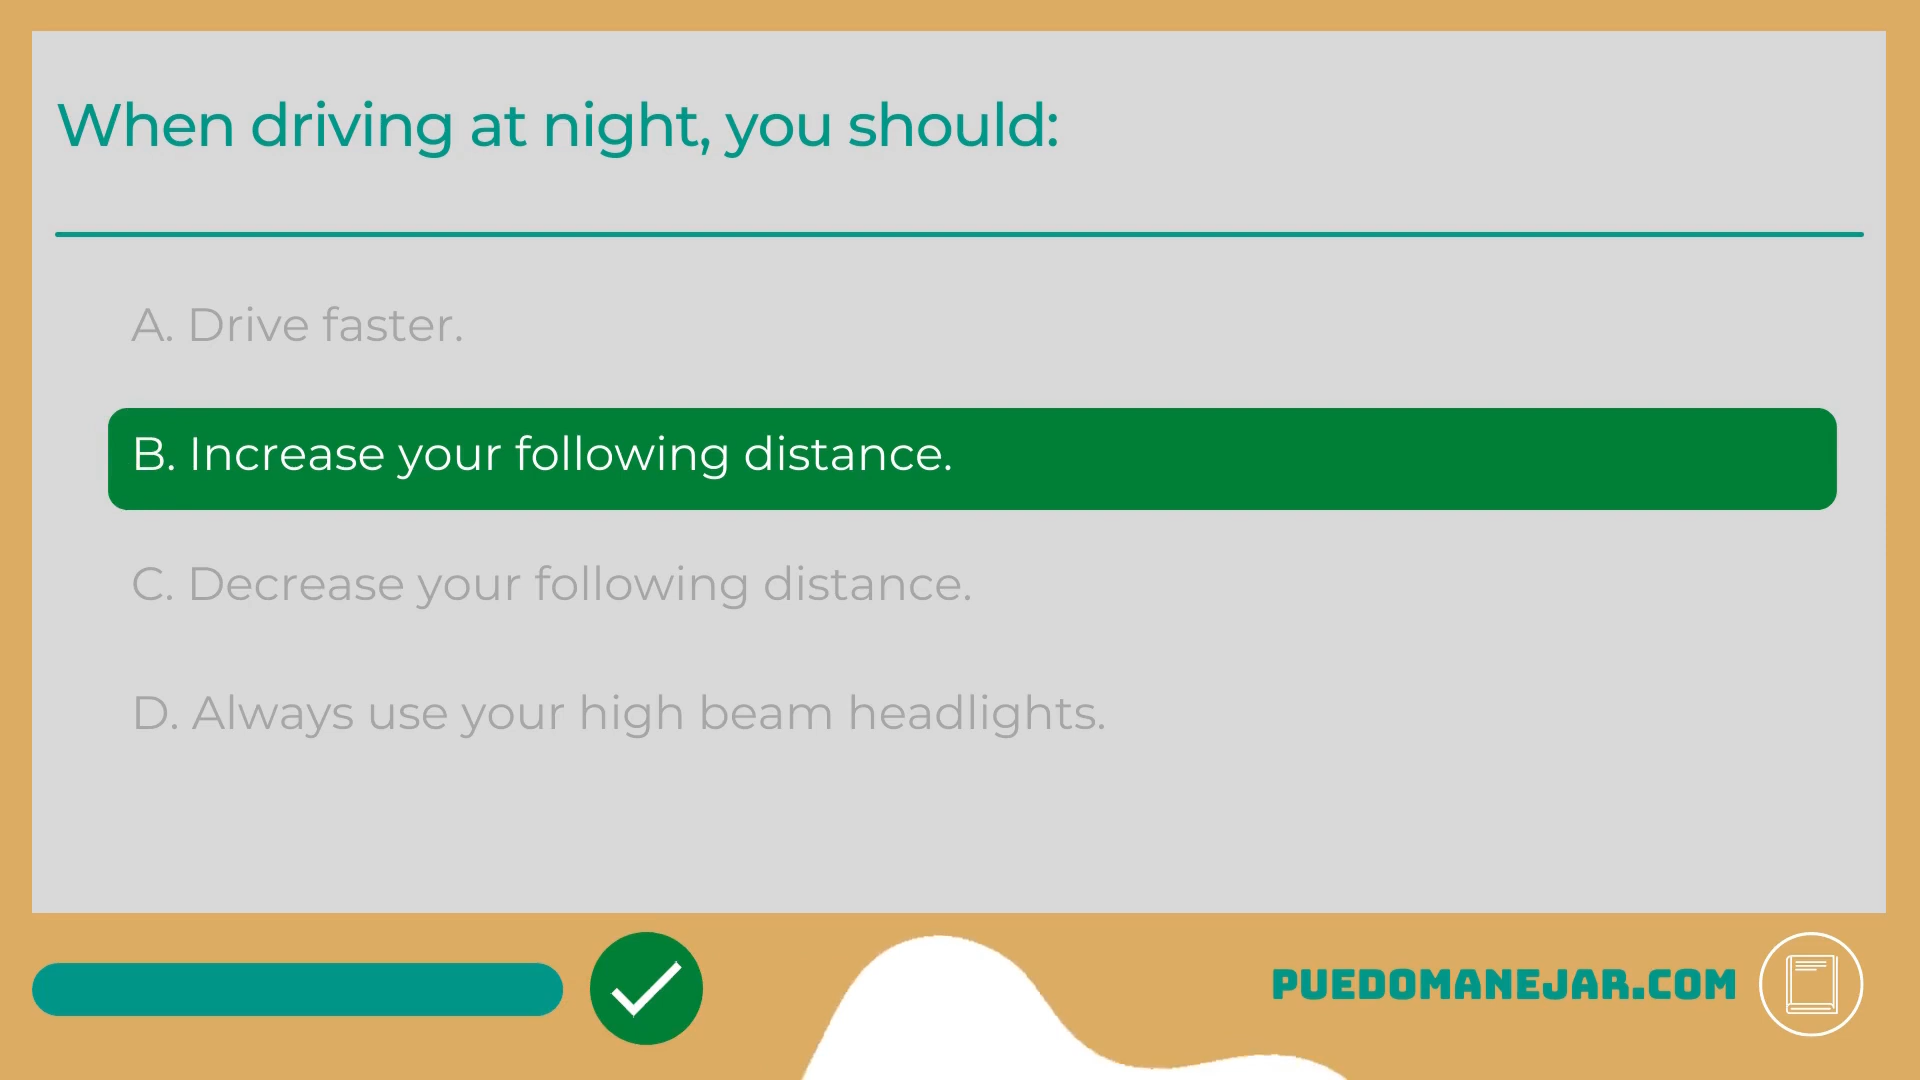 When driving at night, you should:
A. Drive faster.
B. Increase your following distance.
C. Decrease your following distance.
D. Always use your high beam headlights.
PUEDOMANEJAR.COM